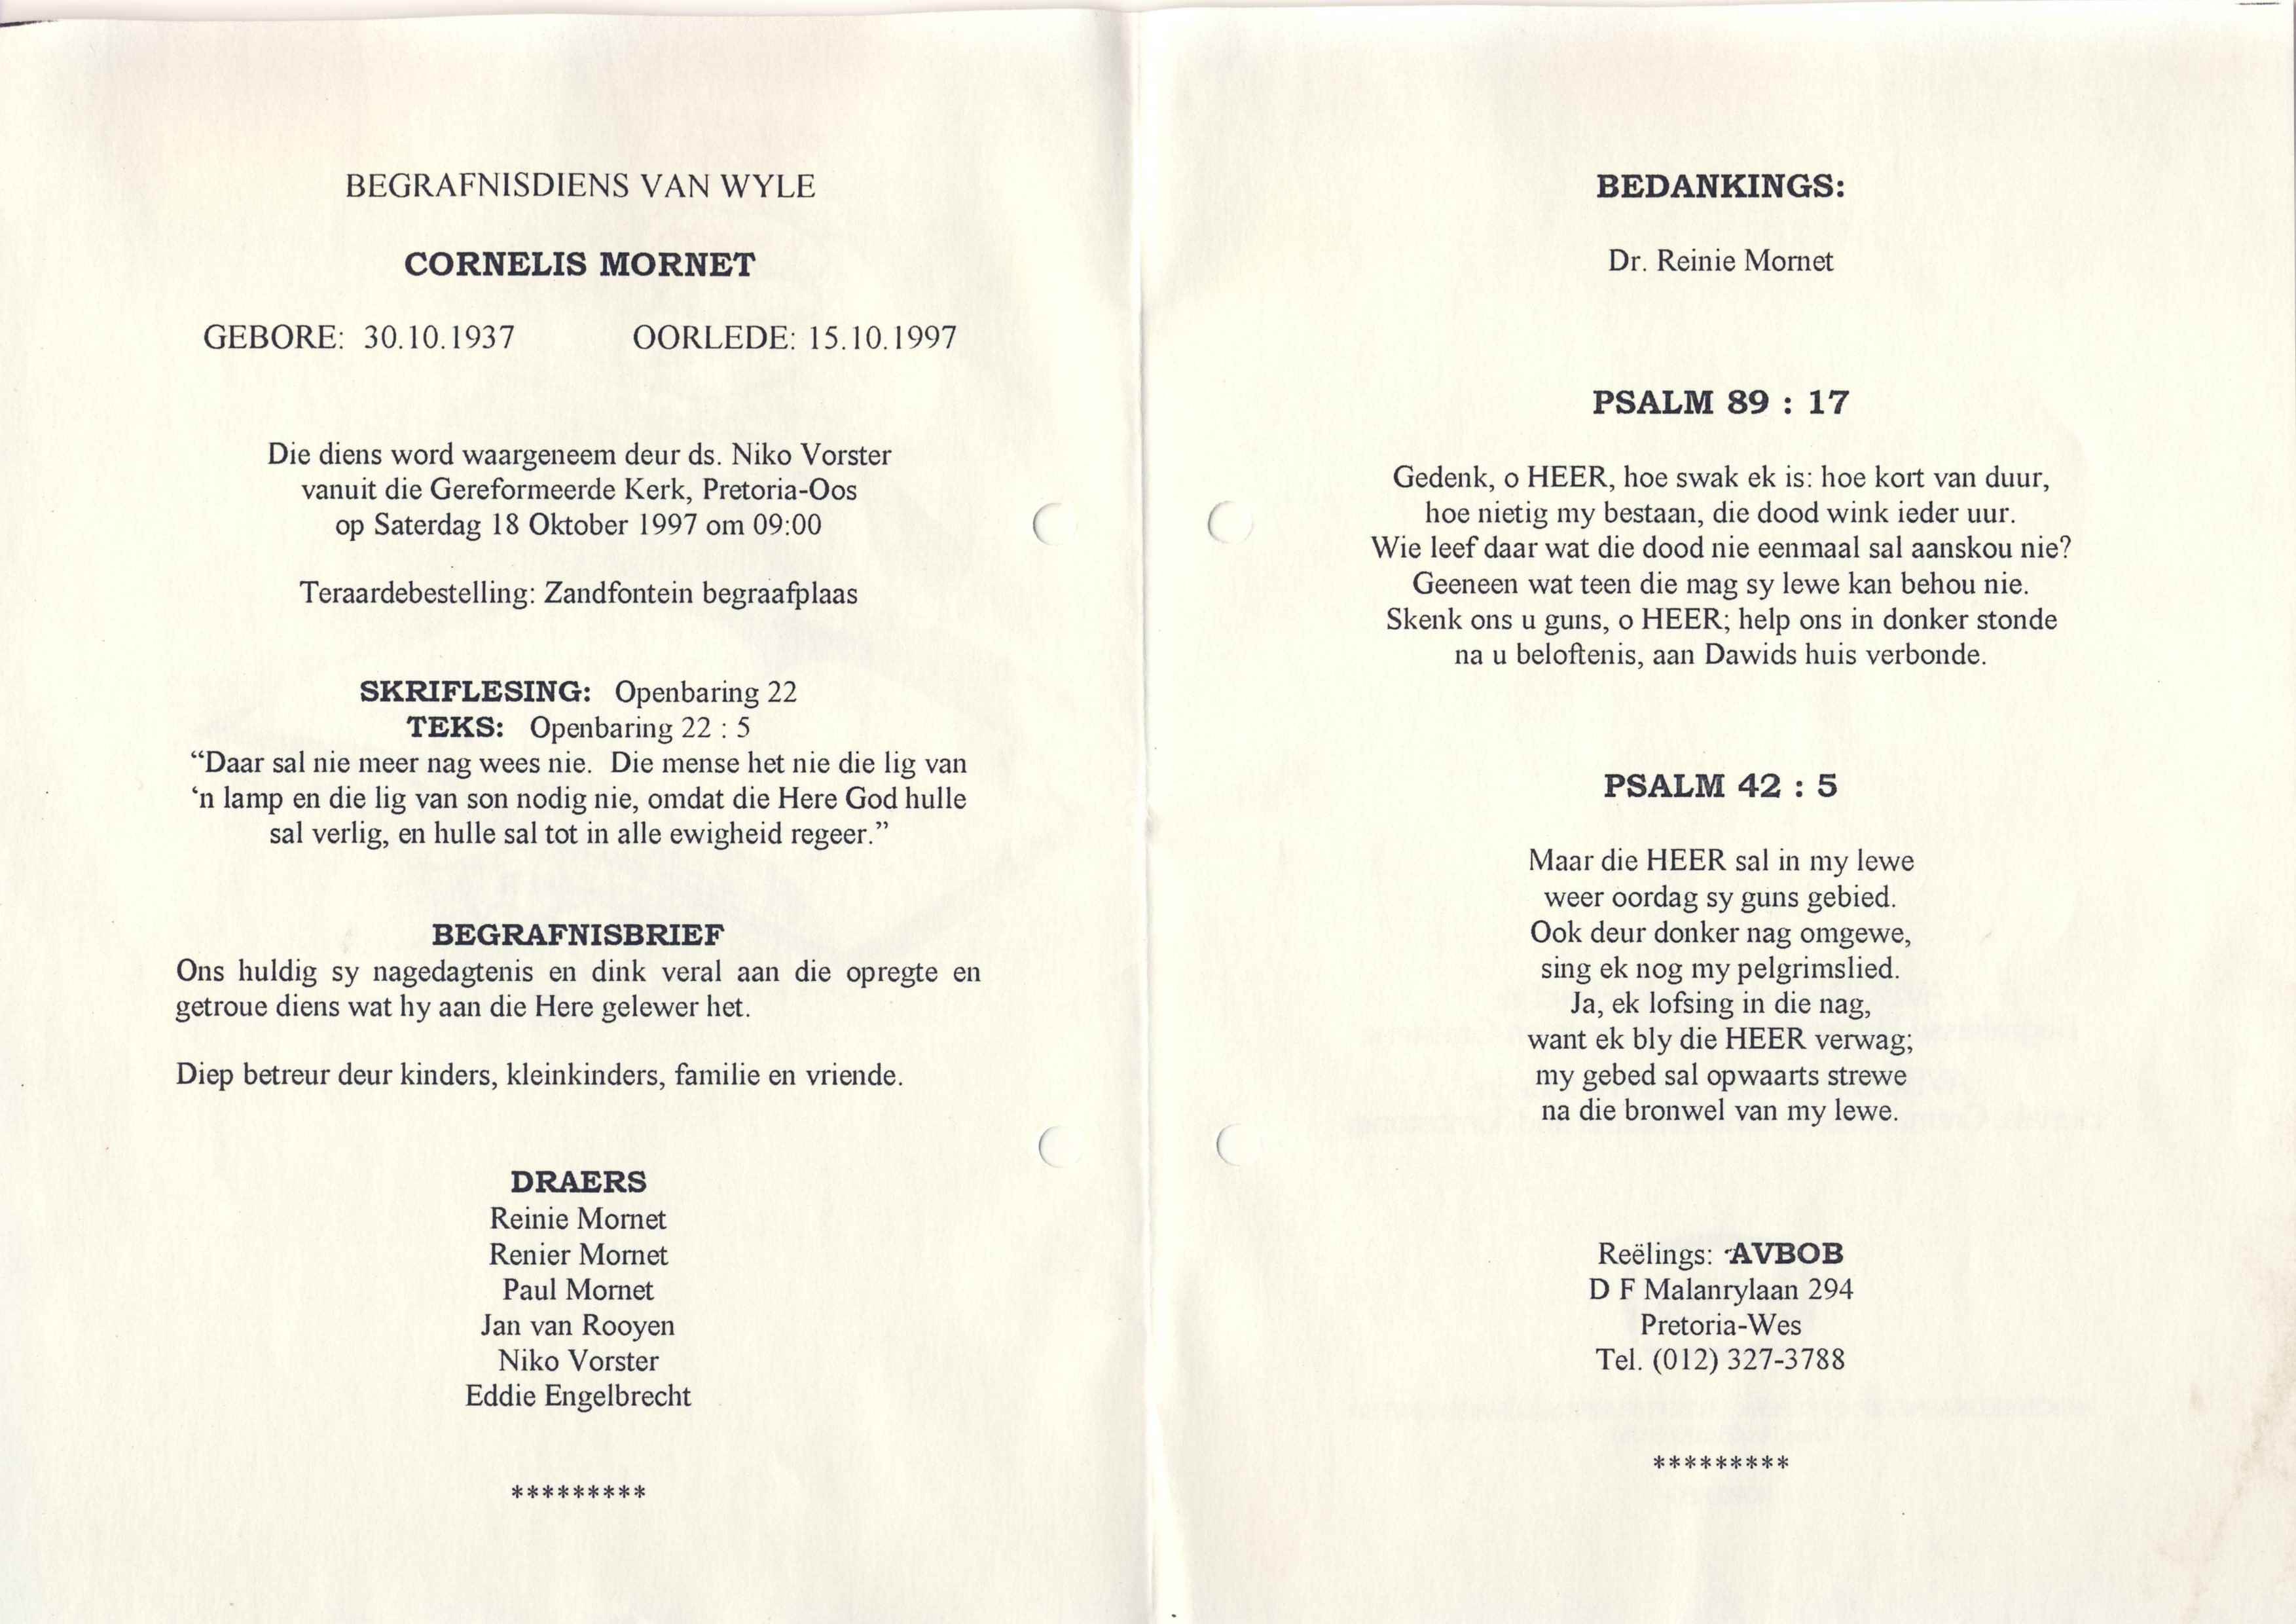 BEGRAFNISDIENS VAN WYLE
CORNELIS MORNET
GEBORE: 30.10.1937 OORLEDE: 15.10.1997
Die diens word waargeneem deur ds. Niko Vorster
vanuit die Gereformeerde Kerk, Pretoria-Oos
op Saterdag 18 Oktober 1997 om 09:00
Teraardebestelling: Zandfontein begraafplaas
SKRIFLESING: Openbaring 22
TEKS: Openbaring 22 : 5
“Daar sal nie meer nag wees nie. Die mense het nie die lig van
‘n lamp en die lig van son nodig nie, omdat die Here God hulle
sal verlig, en hulle sal tot in alle ewigheid regeer.”
BEGRAFNISBRIEF
Ons huldig sy nagedagtenis en dink veral aan die opregte en
getroue diens wat hy aan die Here gelewer het.
Diep betreur deur kinders, kleinkinders, familie en vriende.
DRAERS
Reinie Mornet
Renier Mornet
Paul Mornet
Jan van Rooyen
Niko Vorster
Eddie Engelbrecht
*********
BEDANKINGS:
Dr. Reinie Mornet
PSALM 89 : 17
Gedenk, o HEER, hoe swak ek is: hoe kort van duur,
hoe nietig my bestaan, die dood wink ieder uur.
Wie leef daar wat die dood nie eenmaal sal aanskou nie?
Geeneen wat teen die mag sy lewe kan behou nie.
Skenk ons u guns, o HEER; help ons in donker stonde
na u beloftenis, aan Dawids huis verbonde.
PSALM 42 : 5
Maar die HEER sal in my lewe
weer oordag sy guns gebied.
Ook deur donker nag omgewe,
sing ek nog my pelgrimslied.
Ja, ek lofsing in die nag,
want ek bly die HEER verwag;
my gebed sal opwaarts strewe
na die bronwel van my lewe.
Reëlings: AVBOB
D F Malanrylaan 294
Pretoria-Wes
Tel. (012) 327-3788
*********